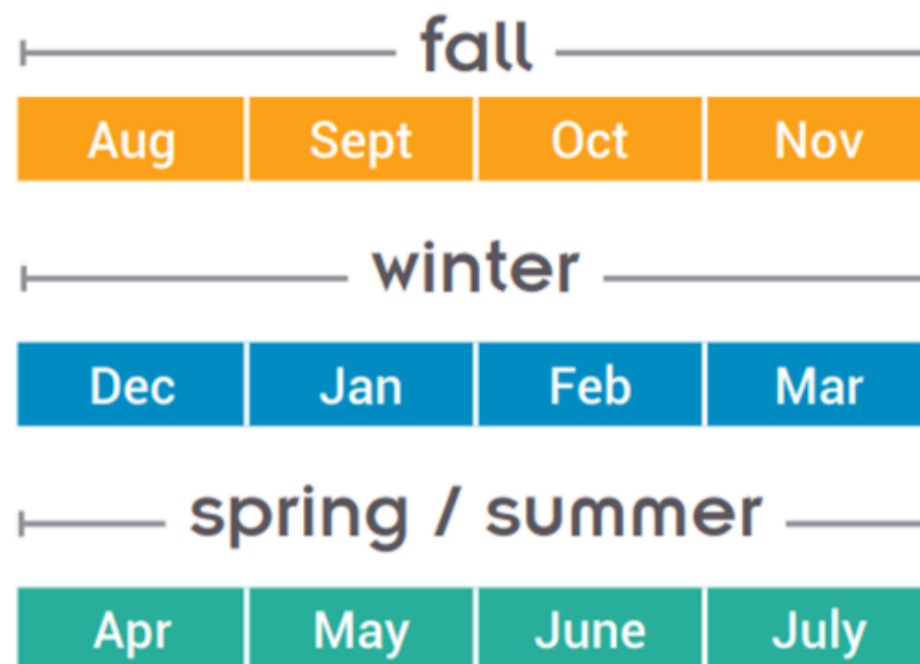 fall
Aug Sept Oct Nov
winter
Dec Jan Feb Mar
spring / summer
Apr May June July